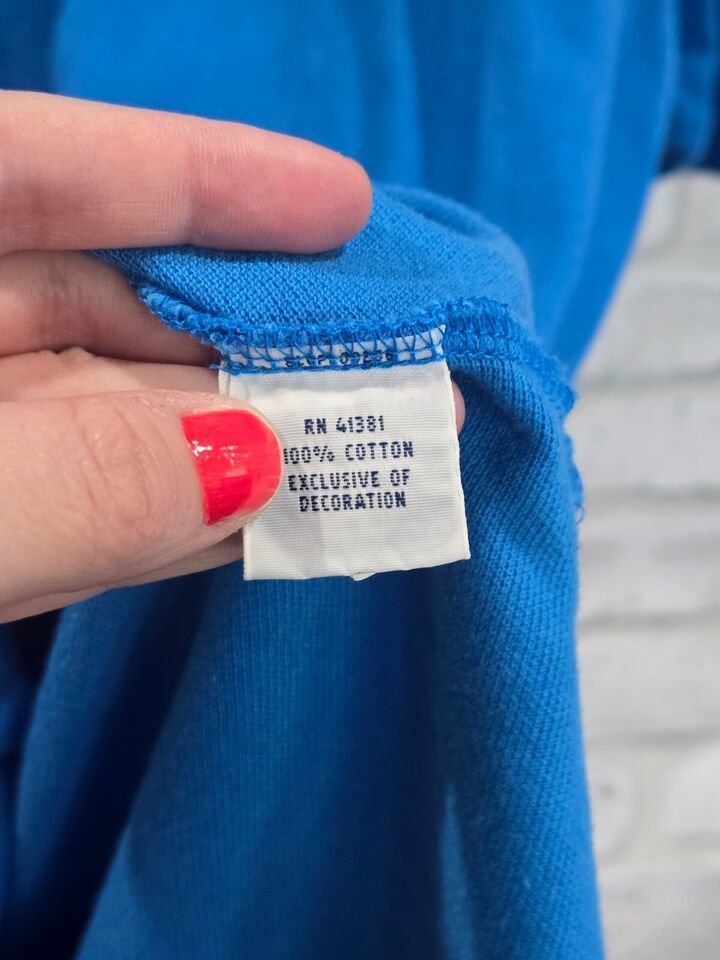 RN 41381
100% COTTON
EXCLUSIVE OF
DECORATION